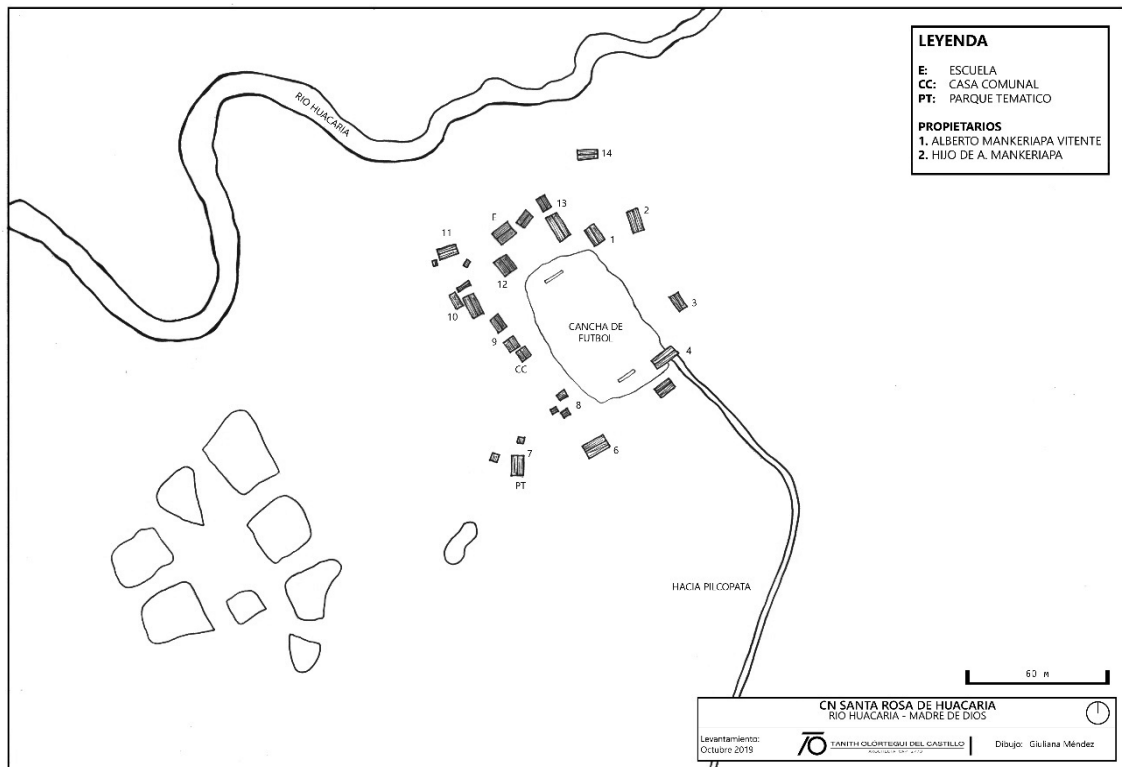 LEYENDA
E: ESCUELA
CC: CASA COMUNAL
PT: PARQUE TEMATICO
PROPIETARIOS
1. ALBERTO MANKERIAPA VITENTE
2. HIJO DE A. MANKERIAPA
RIO HUACARIA
14
13
2
1
11
12
3
10
CANCHA DE
FUTBOL
9
4
CC
8
6
7
PT
HACIA PILCOPATA
60 m
CN SANTA ROSA DE HUACARIA
RIO HUACARIA - MADRE DE DIOS
Levantamiento:
Octubre 2019
TANITH OLÓRTEGUI DEL CASTILLO
Dibujo: Giuliana Méndez